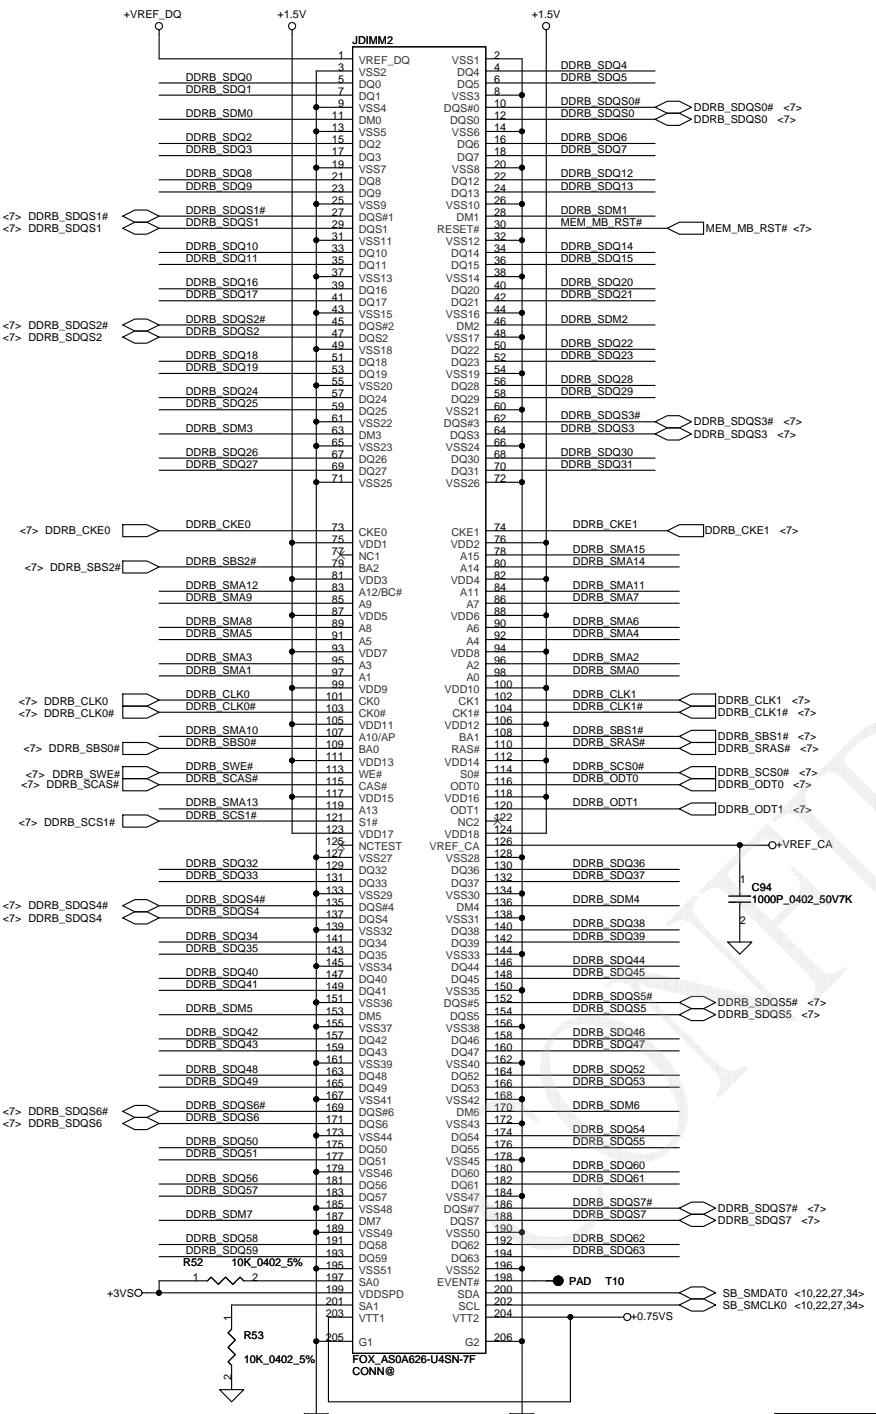 +VREF_DQ +1.5V +1.5V
JDIMM2
1 VREF_DQ VSS1 2
3 VSS2 DQ4 4 DDRB_SDQ4
DDRB_SDQ0 5 DQ0 DQ5 6 DDRB_SDQ5
DDRB_SDQ1 7 DQ1 VSS3 8
9 VSS4 DQS#0 10 DDRB_SDQS0# DDRB_SDQS0# <7>
DDRB_SDM0 11 DM0 DQS0 12 DDRB_SDQS0 DDRB_SDQS0 <7>
13 VSS5 VSS6 14
DDRB_SDQ2 15 DQ2 DQ6 16 DDRB_SDQ6
DDRB_SDQ3 17 DQ3 DQ7 18 DDRB_SDQ7
19 VSS7 VSS8 20
DDRB_SDQ8 21 DQ8 DQ12 22 DDRB_SDQ12
DDRB_SDQ9 23 DQ9 DQ13 24 DDRB_SDQ13
25 VSS9 VSS10 26
<7> DDRB_SDQS1# DDRB_SDQS1# 27 DQS#1 DM1 28 DDRB_SDM1
<7> DDRB_SDQS1 DDRB_SDQS1 29 DQS1 RESET# 30 MEM_MB_RST# MEM_MB_RST# <7>
31 VSS11 VSS12 32
DDRB_SDQ10 33 DQ10 DQ14 34 DDRB_SDQ14
DDRB_SDQ11 35 DQ11 DQ15 36 DDRB_SDQ15
37 VSS13 VSS14 38
DDRB_SDQ16 39 DQ16 DQ20 40 DDRB_SDQ20
DDRB_SDQ17 41 DQ17 DQ21 42 DDRB_SDQ21
43 VSS15 VSS16 44
<7> DDRB_SDQS2# DDRB_SDQS2# 45 DQS#2 DM2 46 DDRB_SDM2
<7> DDRB_SDQS2 DDRB_SDQS2 47 DQS2 VSS17 48
49 VSS18 DQ22 50 DDRB_SDQ22
DDRB_SDQ18 51 DQ18 DQ23 52 DDRB_SDQ23
DDRB_SDQ19 53 DQ19 VSS19 54
55 VSS20 DQ28 56 DDRB_SDQ28
DDRB_SDQ24 57 DQ24 DQ29 58 DDRB_SDQ29
DDRB_SDQ25 59 DQ25 VSS21 60
61 VSS22 DQS#3 62 DDRB_SDQS3# DDRB_SDQS3# <7>
DDRB_SDM3 63 DM3 DQS3 64 DDRB_SDQS3 DDRB_SDQS3 <7>
65 VSS23 VSS24 66
DDRB_SDQ26 67 DQ26 DQ30 68 DDRB_SDQ30
DDRB_SDQ27 69 DQ27 DQ31 70 DDRB_SDQ31
71 VSS25 VSS26 72
<7> DDRB_CKE0 DDRB_CKE0 73 CKE0 CKE1 74 DDRB_CKE1 DDRB_CKE1 <7>
75 VDD1 VDD2 76
77 NC1 A15 78 DDRB_SMA15
<7> DDRB_SBS2# DDRB_SBS2# 79 BA2 A14 80 DDRB_SMA14
81 VDD3 VDD4 82
DDRB_SMA12 83 A12/BC# A11 84 DDRB_SMA11
DDRB_SMA9 85 A9 A7 86 DDRB_SMA7
87 VDD5 VDD6 88
DDRB_SMA8 89 A8 A6 90 DDRB_SMA6
DDRB_SMA5 91 A5 A4 92 DDRB_SMA4
93 VDD7 VDD8 94
DDRB_SMA3 95 A3 A2 96 DDRB_SMA2
DDRB_SMA1 97 A1 A0 98 DDRB_SMA0
99 VDD9 VDD10 100
<7> DDRB_CLK0 DDRB_CLK0 101 CK0 CK1 102 DDRB_CLK1 DDRB_CLK1 <7>
<7> DDRB_CLK0# DDRB_CLK0# 103 CK0# CK1# 104 DDRB_CLK1# DDRB_CLK1# <7>
105 VDD11 VDD12 106
DDRB_SMA10 107 A10/AP BA1 108 DDRB_SBS1# DDRB_SBS1# <7>
<7> DDRB_SBS0# DDRB_SBS0# 109 BA0 RAS# 110 DDRB_SRAS# DDRB_SRAS# <7>
111 VDD13 VDD14 112
<7> DDRB_SWE# DDRB_SWE# 113 WE# S0# 114 DDRB_SCS0# DDRB_SCS0# <7>
<7> DDRB_SCAS# DDRB_SCAS# 115 CAS# ODT0 116 DDRB_ODT0 DDRB_ODT0 <7>
117 VDD15 VDD16 118
DDRB_SMA13 119 A13 ODT1 120 DDRB_ODT1 DDRB_ODT1 <7>
<7> DDRB_SCS1# DDRB_SCS1# 121 S1# NC2 122
123 VDD17 VDD18 124
125 NCTEST VREF_CA 126 +VREF_CA
127 VSS27 VSS28 128
DDRB_SDQ32 129 DQ32 DQ36 130 DDRB_SDQ36
DDRB_SDQ33 131 DQ33 DQ37 132 DDRB_SDQ37
133 VSS29 VSS30 134
1 C94
1000P_0402_50V7K
2
<7> DDRB_SDQS4# DDRB_SDQS4# 135 DQS#4 DM4 136 DDRB_SDM4
<7> DDRB_SDQS4 DDRB_SDQS4 137 DQS4 VSS31 138
139 VSS32 DQ38 140 DDRB_SDQ38
DDRB_SDQ34 141 DQ34 DQ39 142 DDRB_SDQ39
DDRB_SDQ35 143 DQ35 VSS33 144
145 VSS34 DQ44 146 DDRB_SDQ44
DDRB_SDQ40 147 DQ40 DQ45 148 DDRB_SDQ45
DDRB_SDQ41 149 DQ41 VSS35 150
151 VSS36 DQS#5 152 DDRB_SDQS5# DDRB_SDQS5# <7>
DDRB_SDM5 153 DM5 DQS5 154 DDRB_SDQS5 DDRB_SDQS5 <7>
155 VSS37 VSS38 156
DDRB_SDQ42 157 DQ42 DQ46 158 DDRB_SDQ46
DDRB_SDQ43 159 DQ43 DQ47 160 DDRB_SDQ47
161 VSS39 VSS40 162
DDRB_SDQ48 163 DQ48 DQ52 164 DDRB_SDQ52
DDRB_SDQ49 165 DQ49 DQ53 166 DDRB_SDQ53
167 VSS41 VSS42 168
<7> DDRB_SDQS6# DDRB_SDQS6# 169 DQS#6 DM6 170 DDRB_SDM6
<7> DDRB_SDQS6 DDRB_SDQS6 171 DQS6 VSS43 172
173 VSS44 DQ54 174 DDRB_SDQ54
DDRB_SDQ50 175 DQ50 DQ55 176 DDRB_SDQ55
DDRB_SDQ51 177 DQ51 VSS45 178
179 VSS46 DQ60 180 DDRB_SDQ60
DDRB_SDQ56 181 DQ56 DQ61 182 DDRB_SDQ61
DDRB_SDQ57 183 DQ57 VSS47 184
185 VSS48 DQS#7 186 DDRB_SDQS7# DDRB_SDQS7# <7>
DDRB_SDM7 187 DM7 DQS7 188 DDRB_SDQS7 DDRB_SDQS7 <7>
189 VSS49 VSS50 190
DDRB_SDQ58 191 DQ58 DQ62 192 DDRB_SDQ62
DDRB_SDQ59 193 DQ59 DQ63 194 DDRB_SDQ63
R52 10K_0402_5% 195 VSS51 VSS52 196
1 2 197 SA0 EVENT# 198 PAD T10
+3VS 199 VDDSPD SDA 200 SB_SMDAT0 <10,22,27,34>
201 SA1 SCL 202 SB_SMCLK0 <10,22,27,34>
203 VTT1 VTT2 204 +0.75VS
1 R53
10K_0402_5%
2
205 G1 G2 206
FOX_AS0A626-U4SN-7F
CONN@